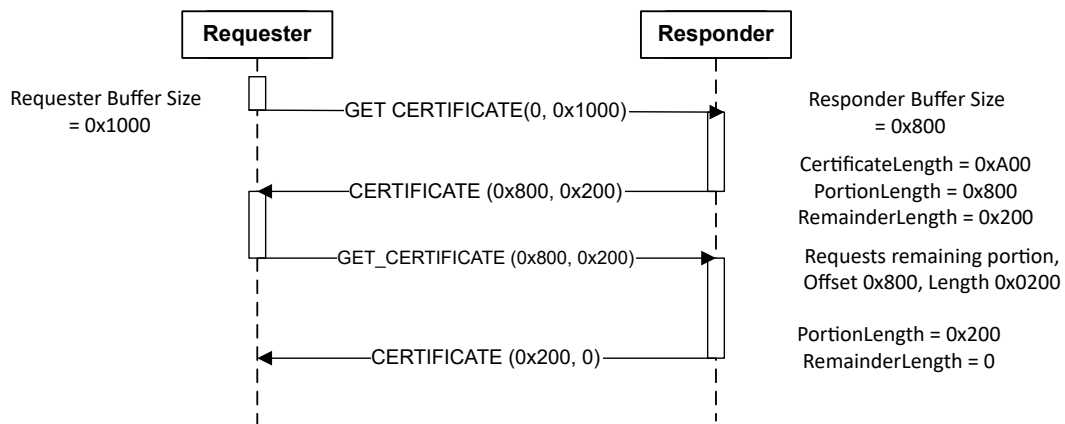 Requester
Responder
Requester Buffer Size
= 0x1000
GET CERTIFICATE(0, 0x1000)
Responder Buffer Size
= 0x800
CERTIFICATE (0x800, 0x200)
CertificateLength = 0xA00
PortionLength = 0x800
RemainderLength = 0x200
GET_CERTIFICATE (0x800, 0x200)
Requests remaining portion,
Offset 0x800, Length 0x0200
CERTIFICATE (0x200, 0)
PortionLength = 0x200
RemainderLength = 0